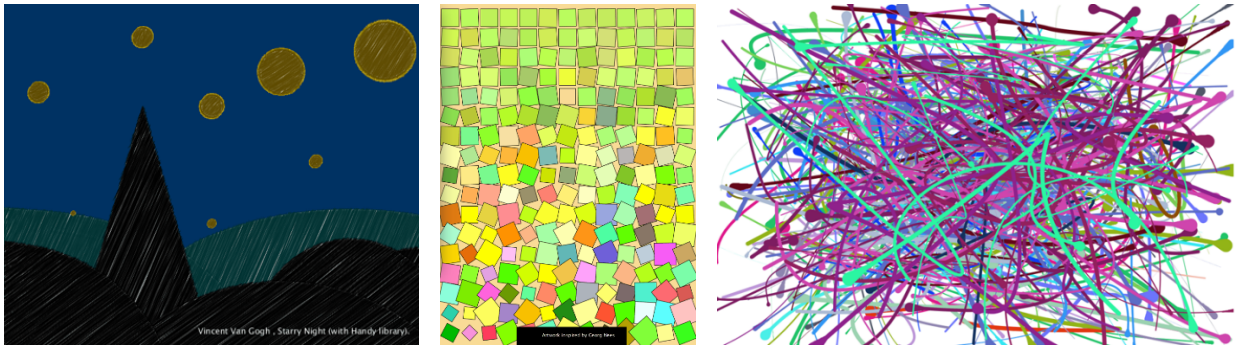 Vincent Van Gogh , Starry Night (with Handy library).
Artwork inspired by Georg Nees